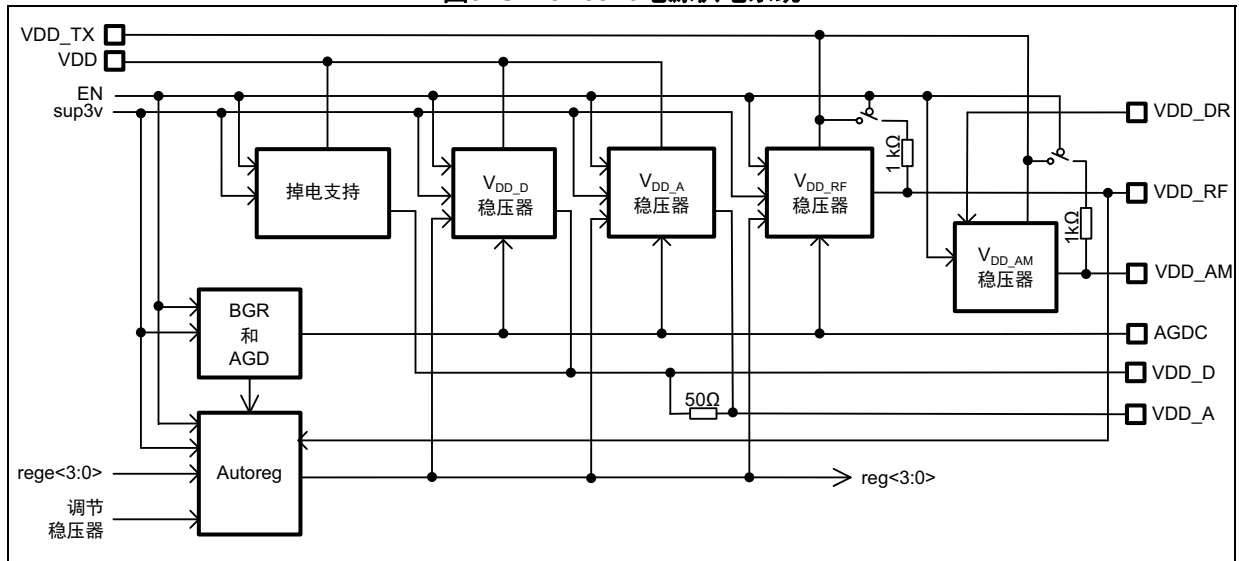 VDD_TX
VDD
EN
sup3v
VDD_DR
1 kΩ
掉电支持
VDD_D
稳压器
VDD_A
稳压器
VDD_RF
稳压器
VDD_RF
1kΩ
VDD_AM
稳压器
VDD_AM
BGR
和
AGD
AGDC
VDD_D
50Ω
VDD_A
Autoreg
rege<3:0>
reg<3:0>
调节
稳压器